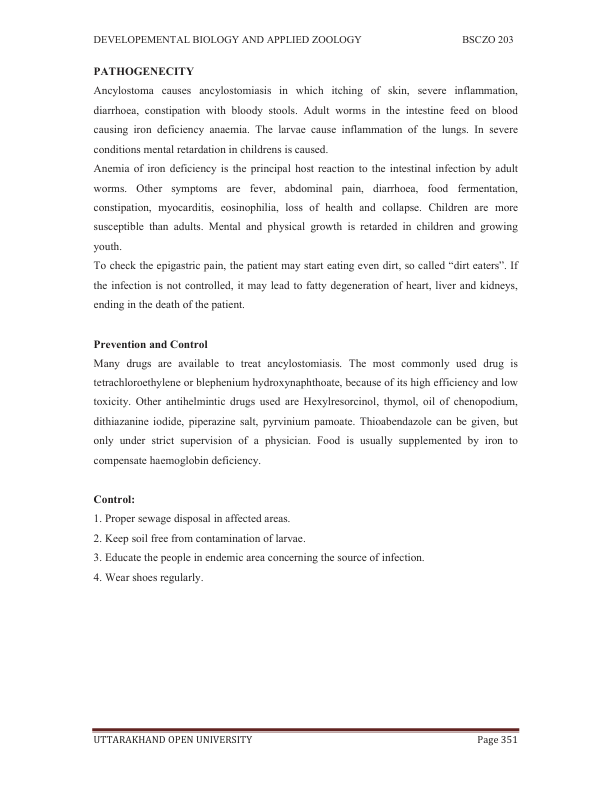 DEVELOPEMENTAL BIOLOGY AND APPLIED ZOOLOGY BSCZO 203
PATHOGENECITY
Ancylostoma causes ancylostomiasis in which itching of skin, severe inflammation,
diarrhoea, constipation with bloody stools. Adult worms in the intestine feed on blood
causing iron deficiency anaemia. The larvae cause inflammation of the lungs. In severe
conditions mental retardation in childrens is caused.
Anemia of iron deficiency is the principal host reaction to the intestinal infection by adult
worms. Other symptoms are fever, abdominal pain, diarrhoea, food fermentation,
constipation, myocarditis, eosinophilia, loss of health and collapse. Children are more
susceptible than adults. Mental and physical growth is retarded in children and growing
youth.
To check the epigastric pain, the patient may start eating even dirt, so called “dirt eaters”. If
the infection is not controlled, it may lead to fatty degeneration of heart, liver and kidneys,
ending in the death of the patient.
Prevention and Control
Many drugs are available to treat ancylostomiasis. The most commonly used drug is
tetrachloroethylene or blephenium hydroxynaphthoate, because of its high efficiency and low
toxicity. Other antihelmintic drugs used are Hexylresorcinol, thymol, oil of chenopodium,
dithiazanine iodide, piperazine salt, pyrvinium pamoate. Thioabendazole can be given, but
only under strict supervision of a physician. Food is usually supplemented by iron to
compensate haemoglobin deficiency.
Control:
1. Proper sewage disposal in affected areas.
2. Keep soil free from contamination of larvae.
3. Educate the people in endemic area concerning the source of infection.
4. Wear shoes regularly.
UTTARAKHAND OPEN UNIVERSITY Page 351